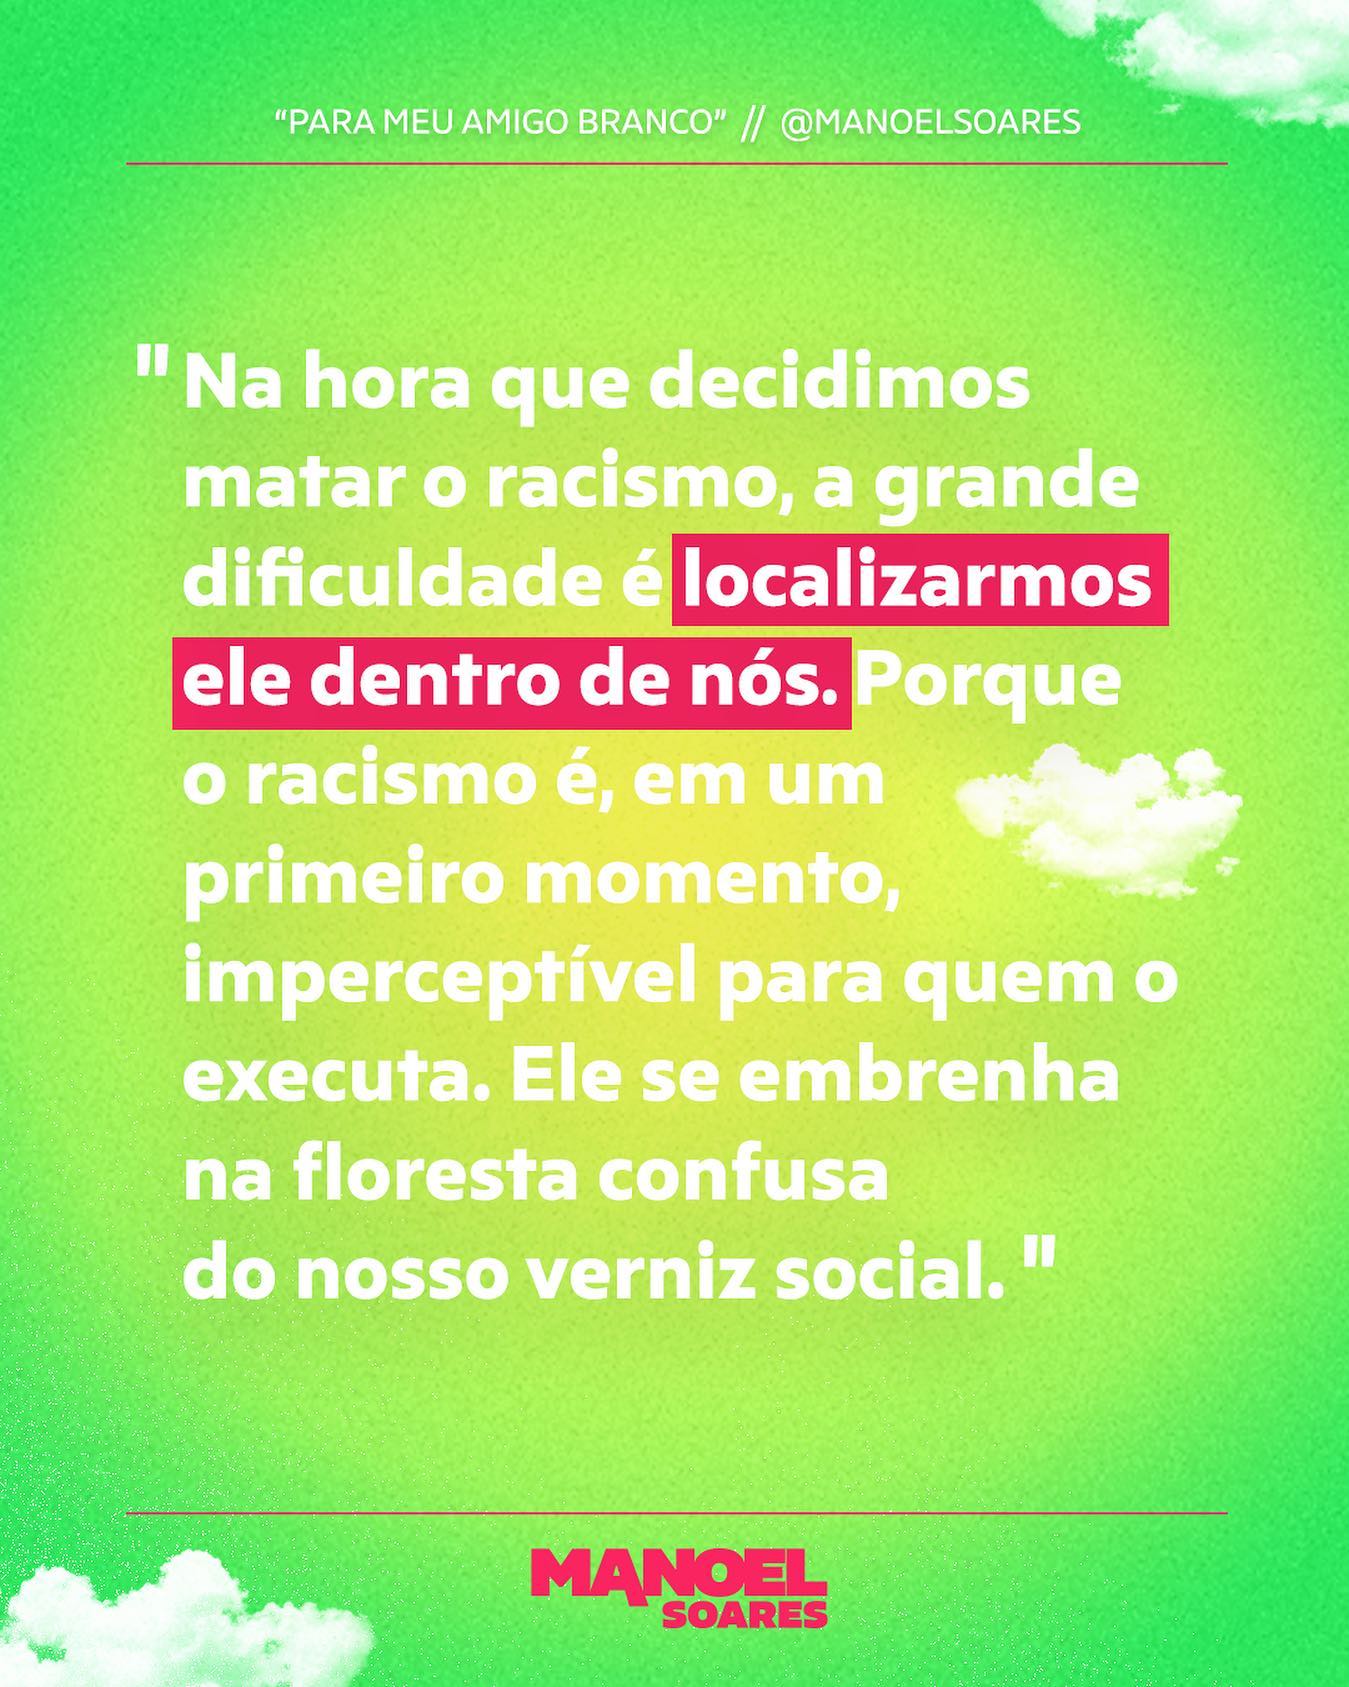 “PARA MEU AMIGO BRANCO” // @MANOELSOARES
"Na hora que decidimos
matar o racismo, a grande
dificuldade é localizarmos
ele dentro de nós. Porque
o racismo é, em um
primeiro momento,
imperceptível para quem o
executa. Ele se embrenha
na floresta confusa
do nosso verniz social."
MANOEL
SOARES